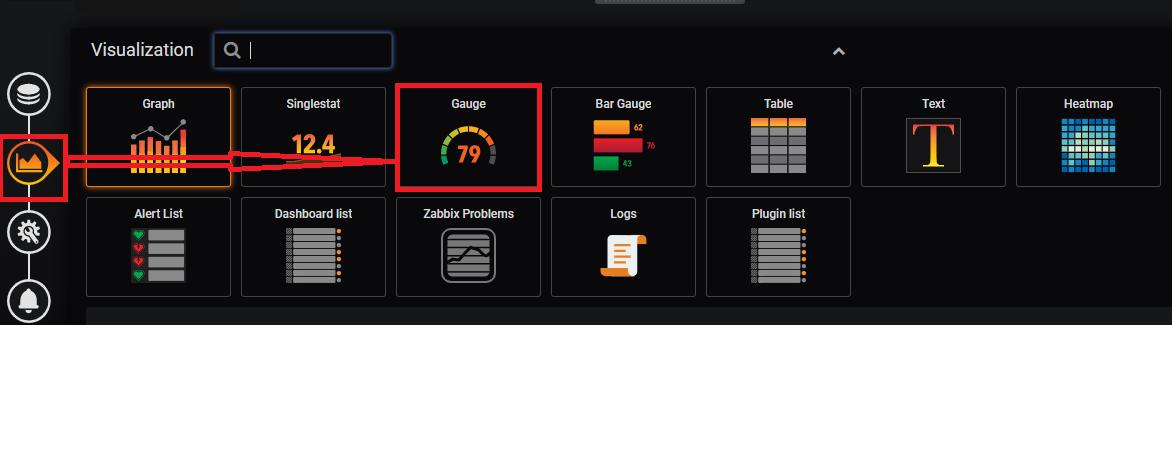 Visualization
Graph Singlestat Gauge Bar Gauge Table Text Heatmap
12.4 79 62 76 43 T
Alert List Dashboard list Zabbix Problems Logs Plugin list